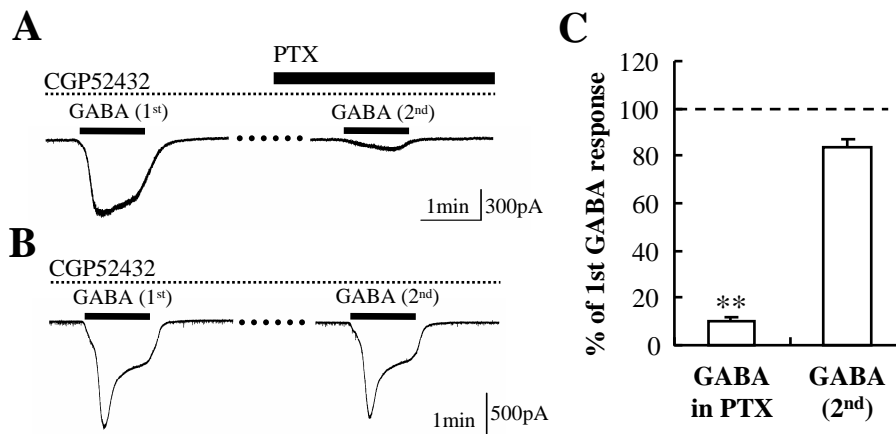 A
PTX
CGP52432
GABA (1st)
GABA (2nd)
1min
300pA
B
CGP52432
GABA (1st)
GABA (2nd)
1min
500pA
C
% of 1st GABA response
120
100
80
60
40
20
0
**
GABA
in PTX
GABA
(2nd)